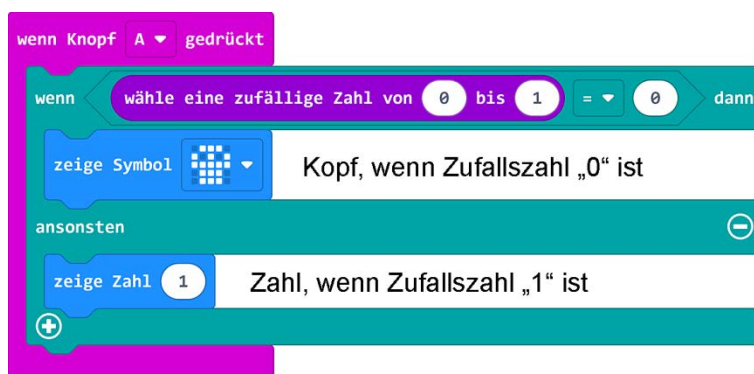 wenn Knopf A gedrückt
wenn wähle eine zufällige Zahl von 0 bis 1 = 0 dann
zeige Symbol Kopf, wenn Zufallszahl „0“ ist
ansonsten
zeige Zahl 1 Zahl, wenn Zufallszahl „1“ ist